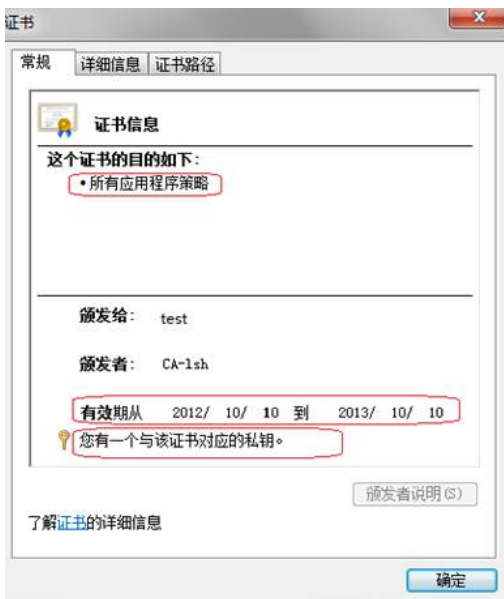 证书
常规 详细信息 证书路径
证书信息
这个证书的目的如下:
•所有应用程序策略
颁发给: test
颁发者: CA-lsh
有效期从 2012/ 10/ 10 到 2013/ 10/ 10
您有一个与该证书对应的私钥。
颁发者说明(S)
了解证书的详细信息
确定